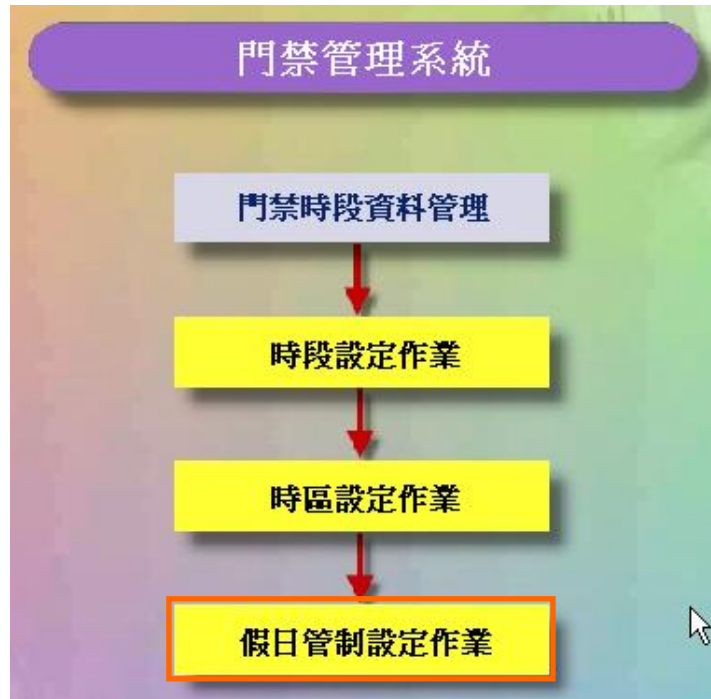 門禁管理系統
門禁時段資料管理
時段設定作業
時區設定作業
假日管制設定作業